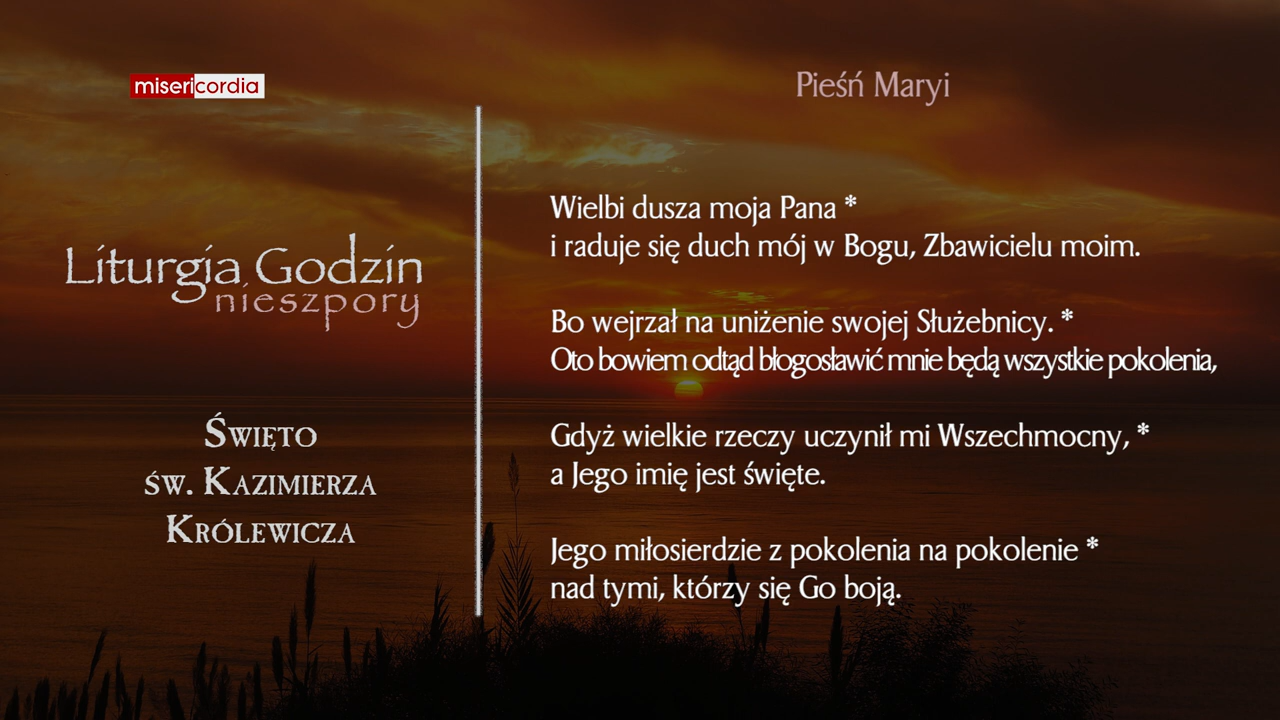 misericordia
Liturgia Godzin
nieszpory
Święto
św. Kazimierza
Królewicza
Pieśń Maryi
Wielbi dusza moja Pana *
i raduje się duch mój w Bogu, Zbawicielu moim.
Bo wejrzał na uniżenie swojej Służebnicy. *
Oto bowiem odtąd błogosławić mnie będą wszystkie pokolenia,
Gdyż wielkie rzeczy uczynił mi Wszechmocny, *
a Jego imię jest święte.
Jego miłosierdzie z pokolenia na pokolenie *
nad tymi, którzy się Go boją.